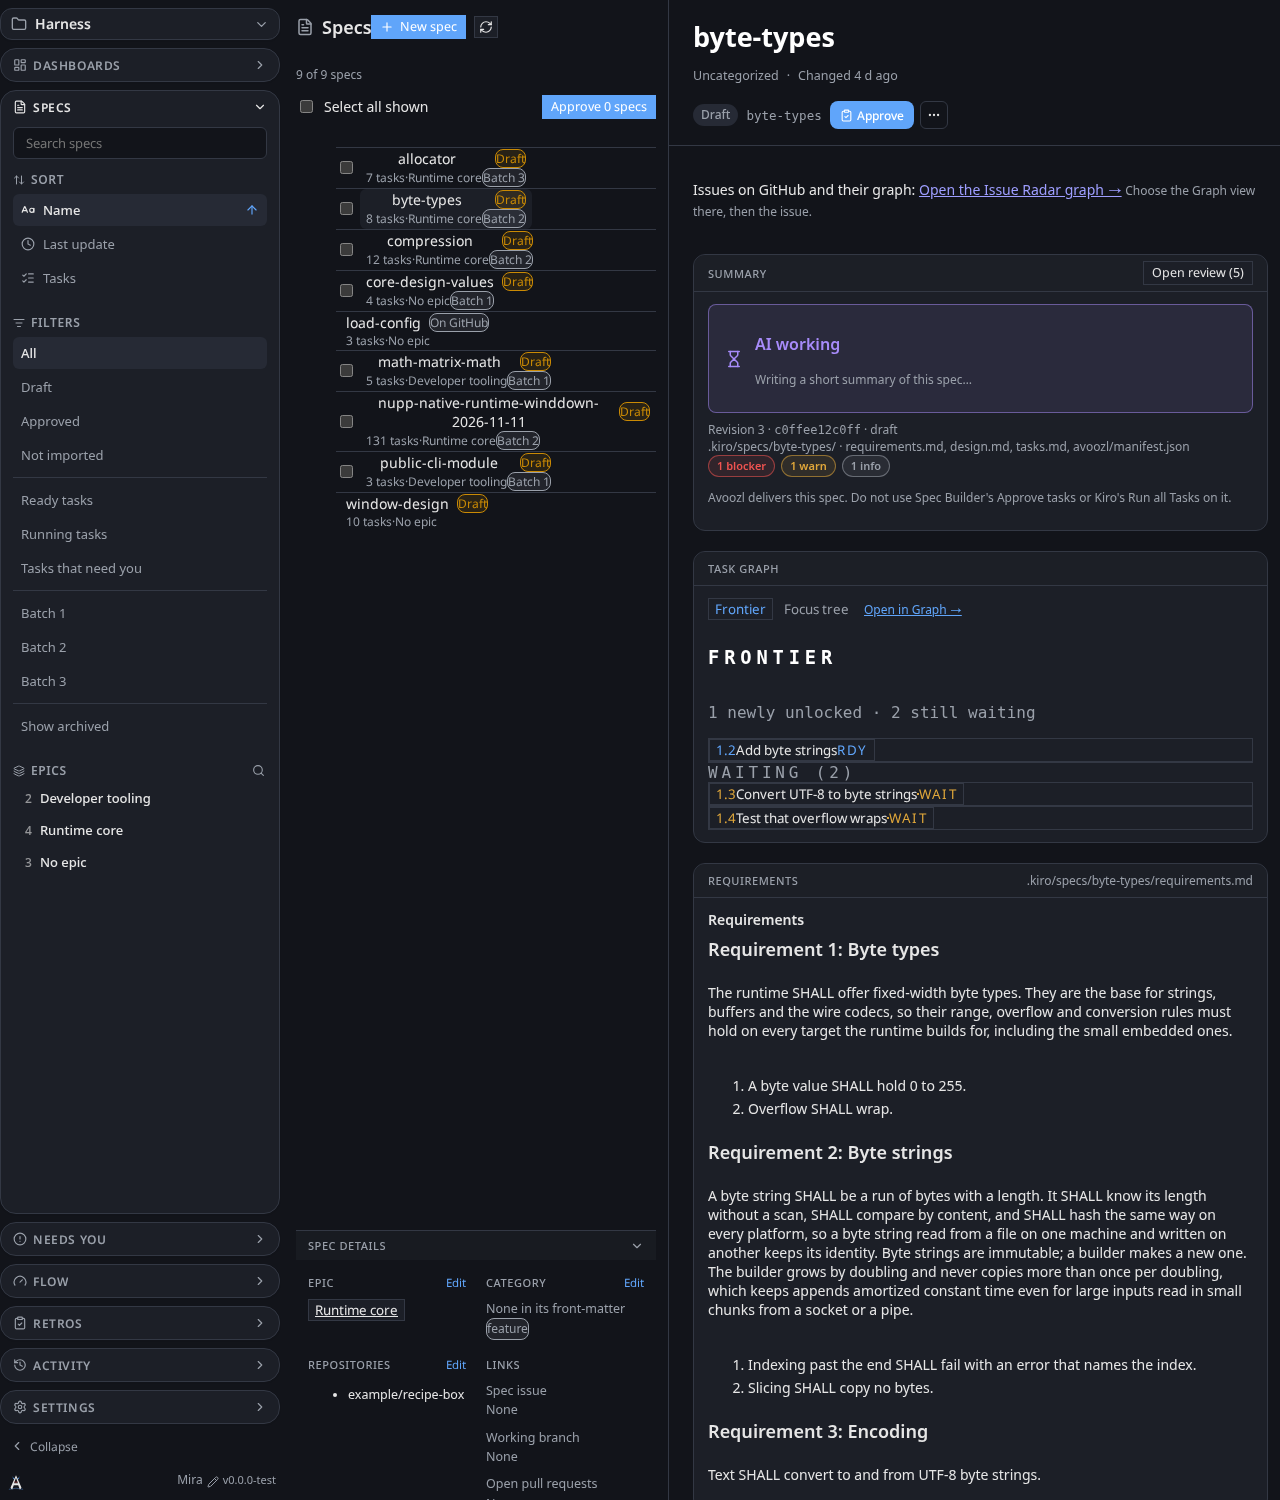 Harness
DASHBOARDS
SPECS
Search specs
SORT
Aa Name
Last update
Tasks
FILTERS
All
Draft
Approved
Not imported
Ready tasks
Running tasks
Tasks that need you
Batch 1
Batch 2
Batch 3
Show archived
EPICS
2 Developer tooling
4 Runtime core
3 No epic
NEEDS YOU
FLOW
RETROS
ACTIVITY
SETTINGS
Collapse
A Mira v0.0.0-test
Specs + New spec
9 of 9 specs
Select all shown Approve 0 specs
allocator Draft
7 tasks·Runtime core Batch 3
byte-types Draft
8 tasks·Runtime core Batch 2
compression Draft
12 tasks·Runtime core Batch 2
core-design-values Draft
4 tasks·No epic Batch 1
load-config On GitHub
3 tasks·No epic
math-matrix-math Draft
5 tasks·Developer tooling Batch 1
nupp-native-runtime-winddown-
2026-11-11 Draft
131 tasks·Runtime core Batch 2
public-cli-module Draft
3 tasks·Developer tooling Batch 1
window-design Draft
10 tasks·No epic
SPEC DETAILS
EPIC Edit
Runtime core
CATEGORY Edit
None in its front-matter
feature
REPOSITORIES Edit
• example/recipe-box
LINKS
Spec issue
None
Working branch
None
Open pull requests
byte-types
Uncategorized · Changed 4 d ago
Draft byte-types Approve ···
Issues on GitHub and their graph: Open the Issue Radar graph → Choose the Graph view
there, then the issue.
SUMMARY Open review (5)
AI working
Writing a short summary of this spec...
Revision 3 · c0ffee12c0ff · draft
.kiro/specs/byte-types/ · requirements.md, design.md, tasks.md, avoozl/manifest.json
1 blocker 1 warn 1 info
Avoozl delivers this spec. Do not use Spec Builder's Approve tasks or Kiro's Run all Tasks on it.
TASK GRAPH
Frontier Focus tree Open in Graph →
FRONTIER
1 newly unlocked · 2 still waiting
1.2 Add byte strings RDY
WAITING (2)
1.3 Convert UTF-8 to byte strings· WAIT
1.4 Test that overflow wraps· WAIT
REQUIREMENTS .kiro/specs/byte-types/requirements.md
Requirements
Requirement 1: Byte types
The runtime SHALL offer fixed-width byte types. They are the base for strings,
buffers and the wire codecs, so their range, overflow and conversion rules must
hold on every target the runtime builds for, including the small embedded ones.
1. A byte value SHALL hold 0 to 255.
2. Overflow SHALL wrap.
Requirement 2: Byte strings
A byte string SHALL be a run of bytes with a length. It SHALL know its length
without a scan, SHALL compare by content, and SHALL hash the same way on
every platform, so a byte string read from a file on one machine and written on
another keeps its identity. Byte strings are immutable; a builder makes a new one.
The builder grows by doubling and never copies more than once per doubling,
which keeps appends amortized constant time even for large inputs read in small
chunks from a socket or a pipe.
1. Indexing past the end SHALL fail with an error that names the index.
2. Slicing SHALL copy no bytes.
Requirement 3: Encoding
Text SHALL convert to and from UTF-8 byte strings.